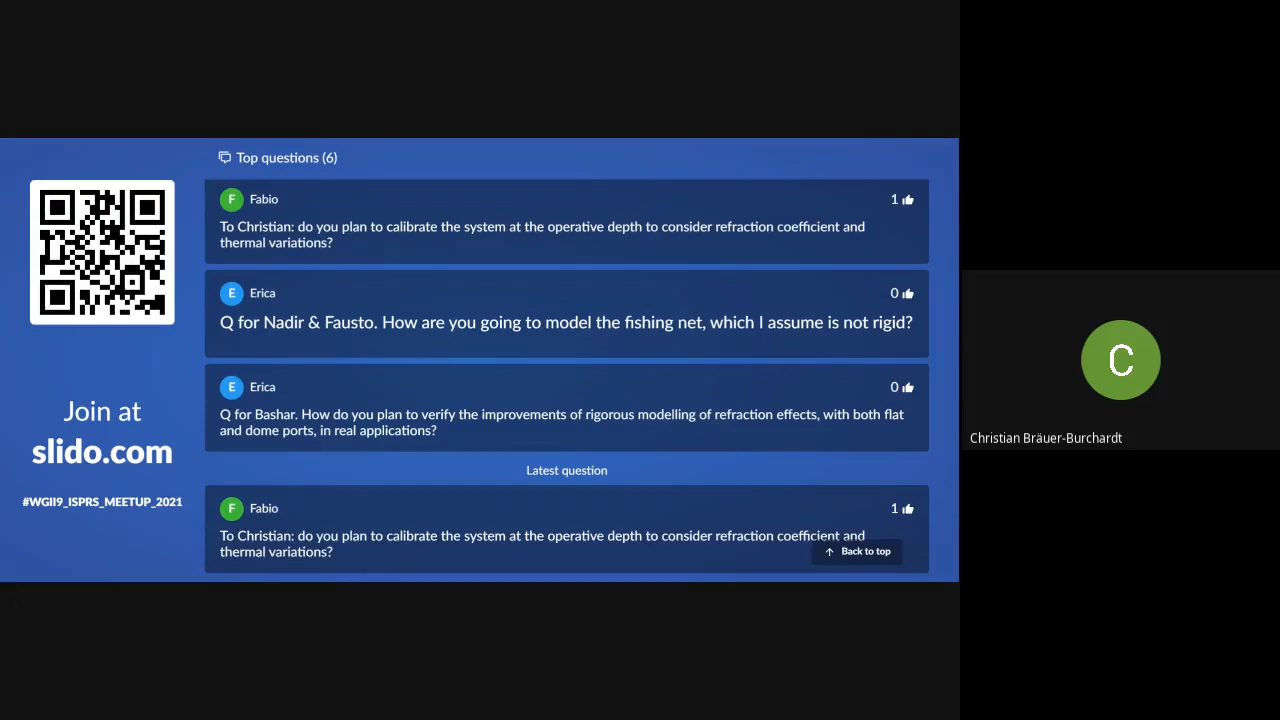 Top questions (6)
F Fabio 1
To Christian: do you plan to calibrate the system at the operative depth to consider refraction coefficient and
thermal variations?
E Erica 0
Q for Nadir & Fausto. How are you going to model the fishing net, which I assume is not rigid?
E Erica 0
Q for Bashar. How do you plan to verify the improvements of rigorous modelling of refraction effects, with both flat
and dome ports, in real applications?
Latest question
F Fabio 1
To Christian: do you plan to calibrate the system at the operative depth to consider refraction coefficient and
thermal variations?
Back to top
Join at
slido.com
#WGII9_ISPRS_MEETUP_2021
C
Christian Bräuer-Burchardt